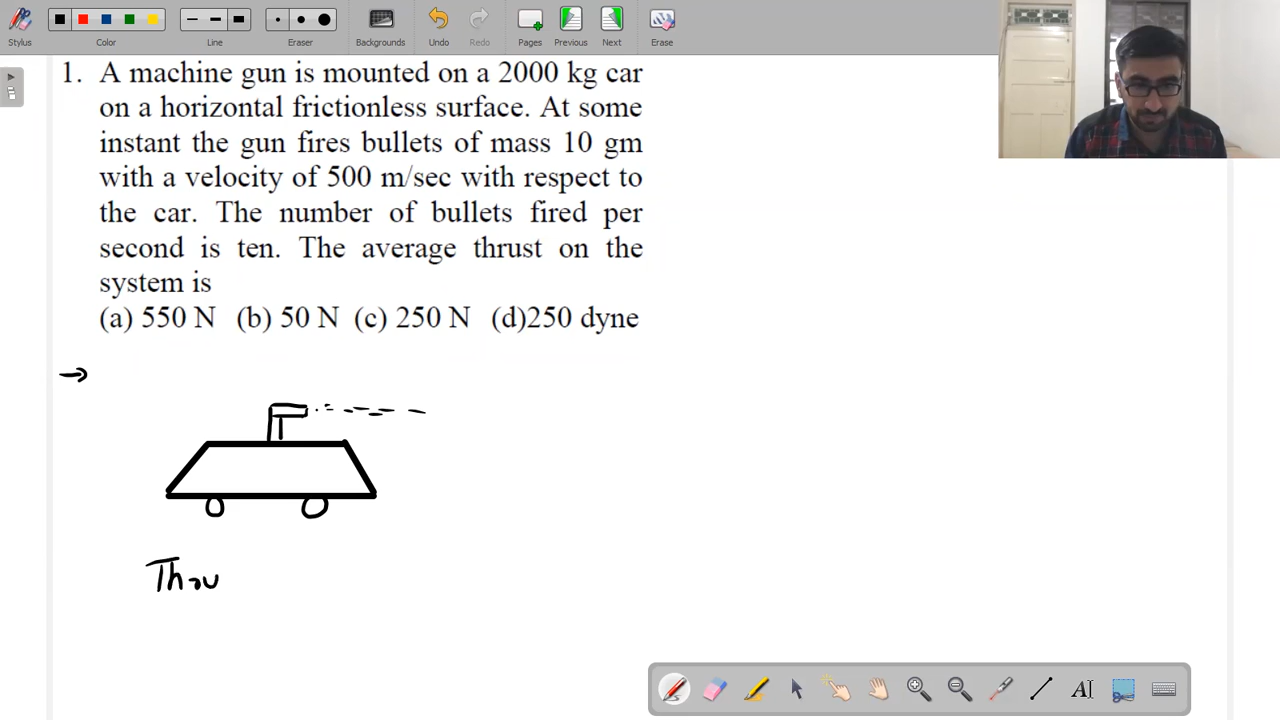 Stylus
Color
Line
Eraser
Backgrounds
Undo
Redo
Pages
Previous
Next
Erase
1. A machine gun is mounted on a 2000 kg car
on a horizontal frictionless surface. At some
instant the gun fires bullets of mass 10 gm
with a velocity of 500 m/sec with respect to
the car. The number of bullets fired per
second is ten. The average thrust on the
system is
(a) 550 N (b) 50 N (c) 250 N (d)250 dyne
→
Thru
AI